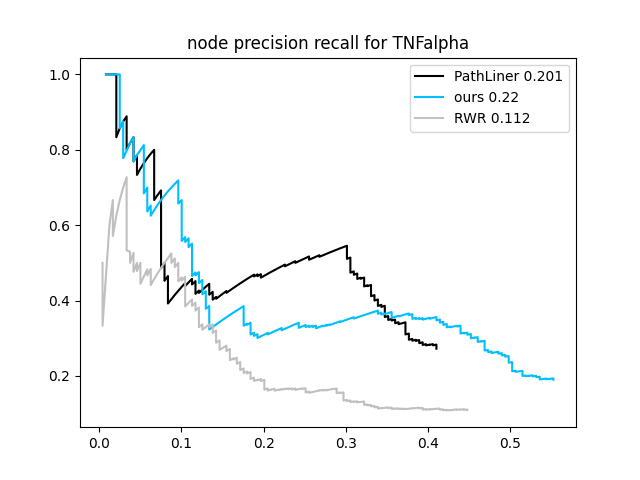 node precision recall for TNFalpha
PathLiner 0.201
ours 0.22
RWR 0.112
1.0
0.8
0.6
0.4
0.2
0.0 0.1 0.2 0.3 0.4 0.5